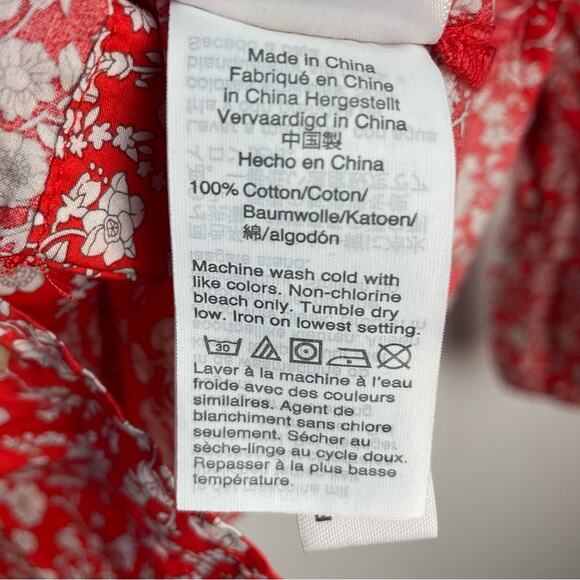 Made in China
Fabriqué en Chine
in China Hergestellt
Vervaardigd in China
中国製
Hecho en China
100% Cotton/Coton/
Baumwolle/Katoen/
綿/algodón
Machine wash cold with
like colors. Non-chlorine
bleach only. Tumble dry
low. Iron on lowest setting.
30
Laver à la machine à l'eau
froide avec des couleurs
similaires. Agent de
blanchiment sans chlore
seulement. Sécher au
sèche-linge au cycle doux.
Repasser à la plus basse
température.